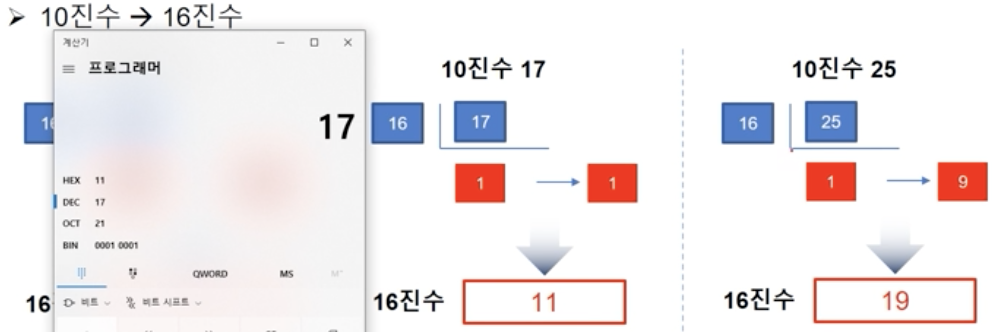 ➢ 10진수 → 16진수
계산기
프로그래머
17
HEX 11
DEC 17
OCT 21
BIN 0001 0001
QWORD MS
비트 비트 시프트
16
16
10진수 17
16 17
1 → 1
16진수 11
10진수 25
16 25
1 → 9
16진수 19